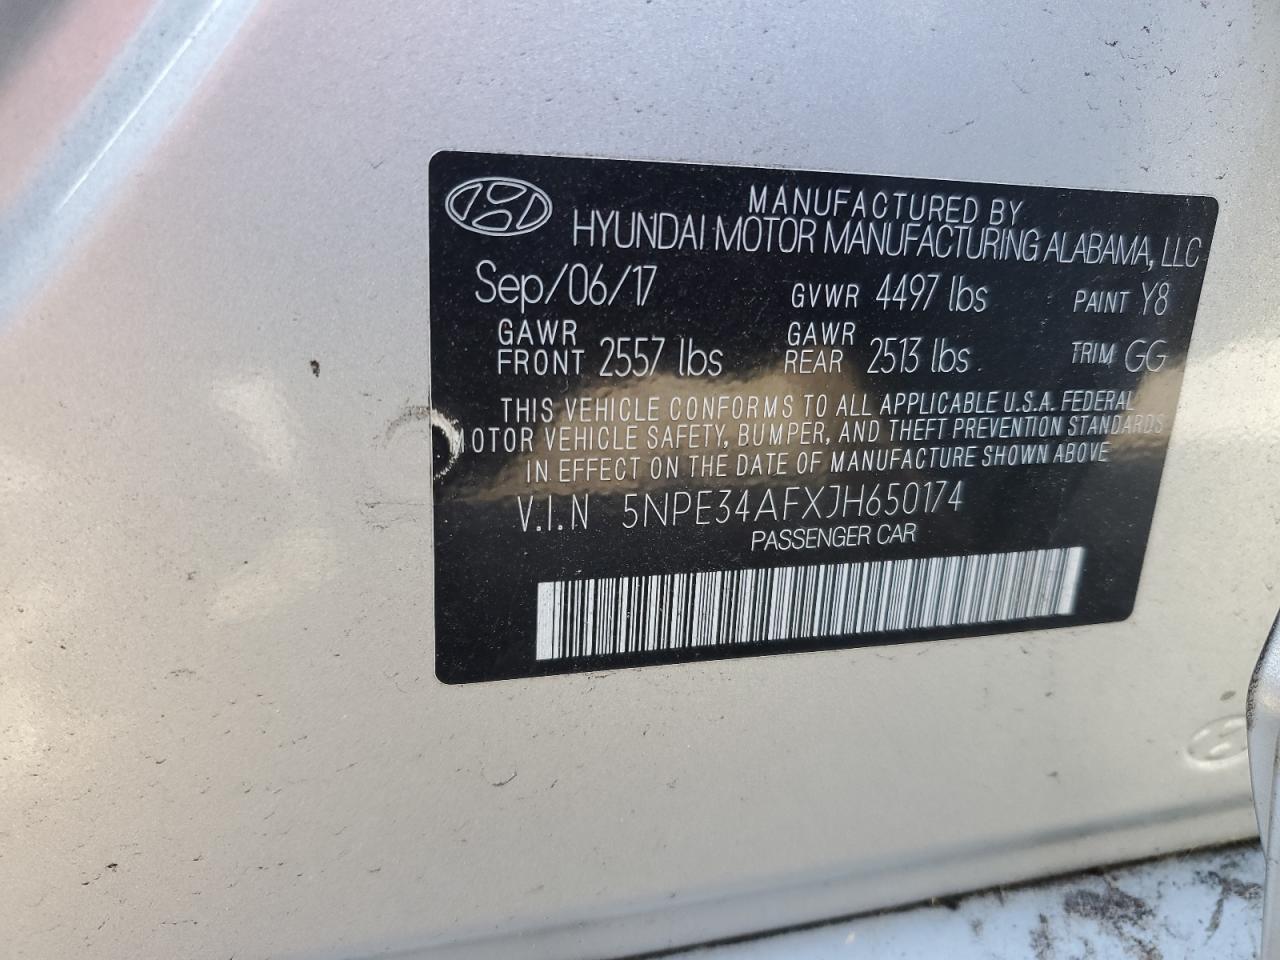 MANUFACTURED BY
HYUNDAI MOTOR MANUFACTURING ALABAMA, LLC
Sep/06/17 GVWR 4497 lbs PAINT Y8
GAWR FRONT 2557 lbs GAWR REAR 2513 lbs TRIM GG
THIS VEHICLE CONFORMS TO ALL APPLICABLE U.S.A. FEDERAL
MOTOR VEHICLE SAFETY, BUMPER, AND THEFT PREVENTION STANDARDS
IN EFFECT ON THE DATE OF MANUFACTURE SHOWN ABOVE
V.I.N 5NPE34AFXJH650174
PASSENGER CAR